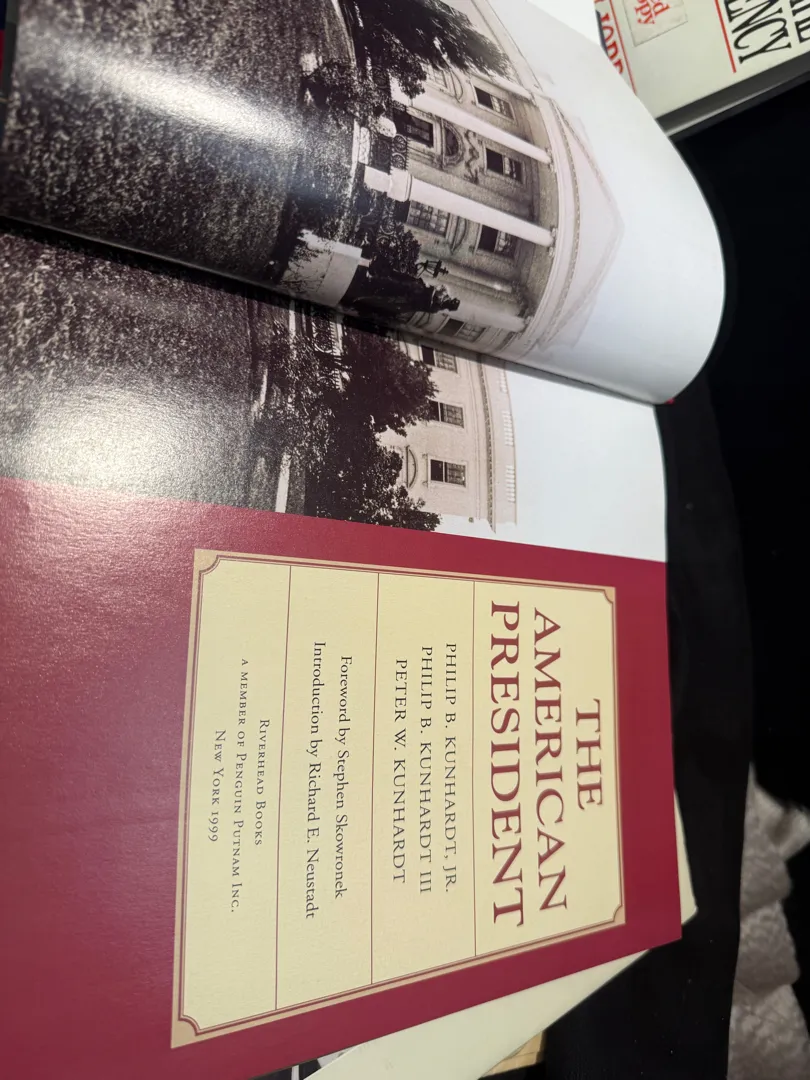 THE
AMERICAN
PRESIDENT
PHILIP B. KUNHARDT, JR.
PHILIP B. KUNHARDT III
PETER W. KUNHARDT
Foreword by Stephen Skowronek
Introduction by Richard E. Neustadt
RIVERHEAD BOOKS
A MEMBER OF PENGUIN PUTNAM INC.
NEW YORK 1999